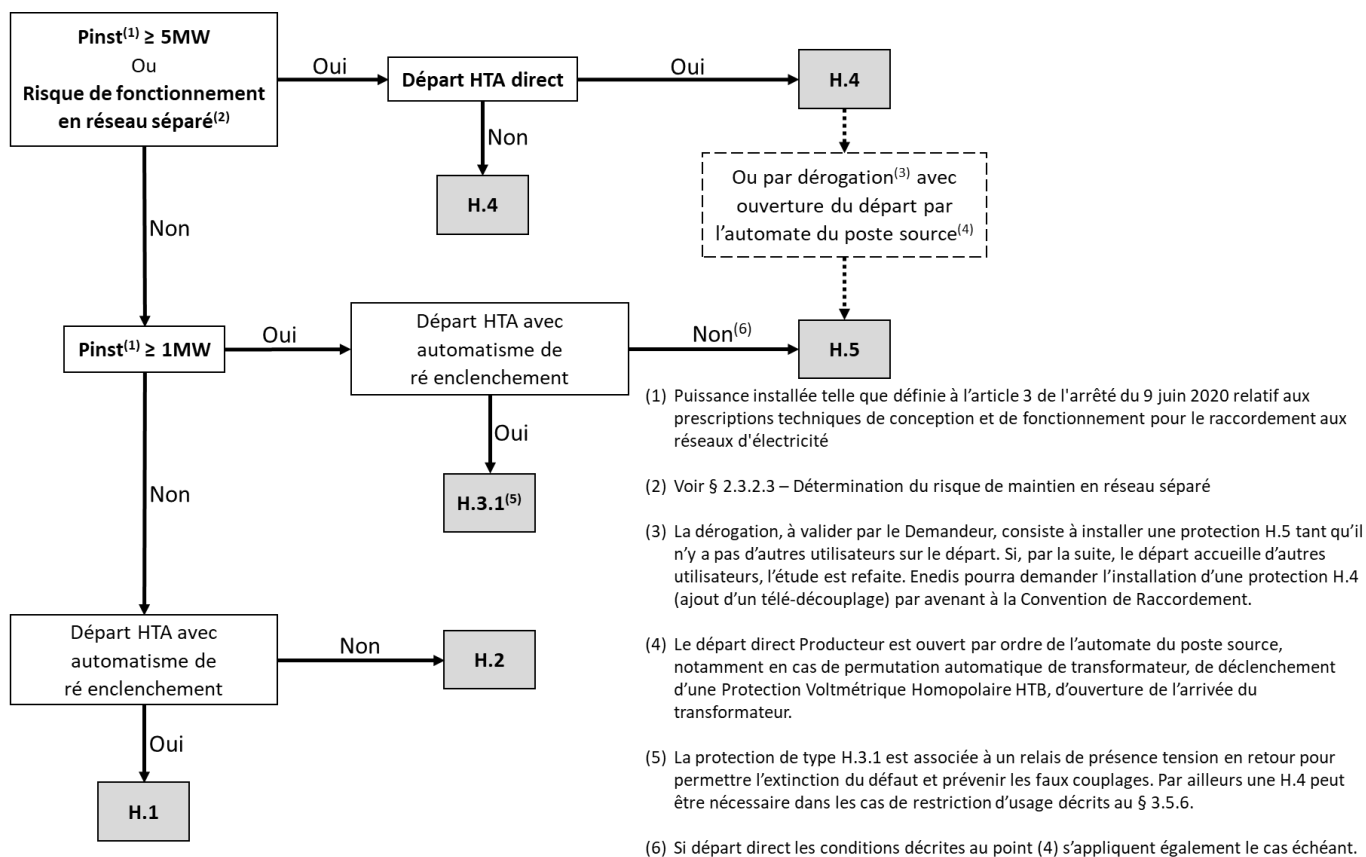 Pinst(1) ≥ 5MW
Ou
Risque de fonctionnement
en réseau séparé(2)
Oui
Départ HTA direct
Oui
H.4
Non
H.4
Ou par dérogation(3) avec
ouverture du départ par
l’automate du poste source(4)
Non
Pinst(1) ≥ 1MW
Oui
Départ HTA avec
automatisme de
ré enclenchement
Non(6)
H.5
Oui
H.3.1(5)
Non
Départ HTA avec
automatisme de
ré enclenchement
Non
H.2
Oui
H.1
(1) Puissance installée telle que définie à l’article 3 de l'arrêté du 9 juin 2020 relatif aux
prescriptions techniques de conception et de fonctionnement pour le raccordement aux
réseaux d'électricité
(2) Voir § 2.3.2.3 – Détermination du risque de maintien en réseau séparé
(3) La dérogation, à valider par le Demandeur, consiste à installer une protection H.5 tant qu’il
n’y a pas d’autres utilisateurs sur le départ. Si, par la suite, le départ accueille d’autres
utilisateurs, l’étude est refaite. Enedis pourra demander l’installation d’une protection H.4
(ajout d’un télé-découplage) par avenant à la Convention de Raccordement.
(4) Le départ direct Producteur est ouvert par ordre de l’automate du poste source,
notamment en cas de permutation automatique de transformateur, de déclenchement
d’une Protection Voltmétrique Homopolaire HTB, d’ouverture de l’arrivée du
transformateur.
(5) La protection de type H.3.1 est associée à un relais de présence tension en retour pour
permettre l’extinction du défaut et prévenir les faux couplages. Par ailleurs une H.4 peut
être nécessaire dans les cas de restriction d’usage décrits au § 3.5.6.
(6) Si départ direct les conditions décrites au point (4) s’appliquent également le cas échéant.